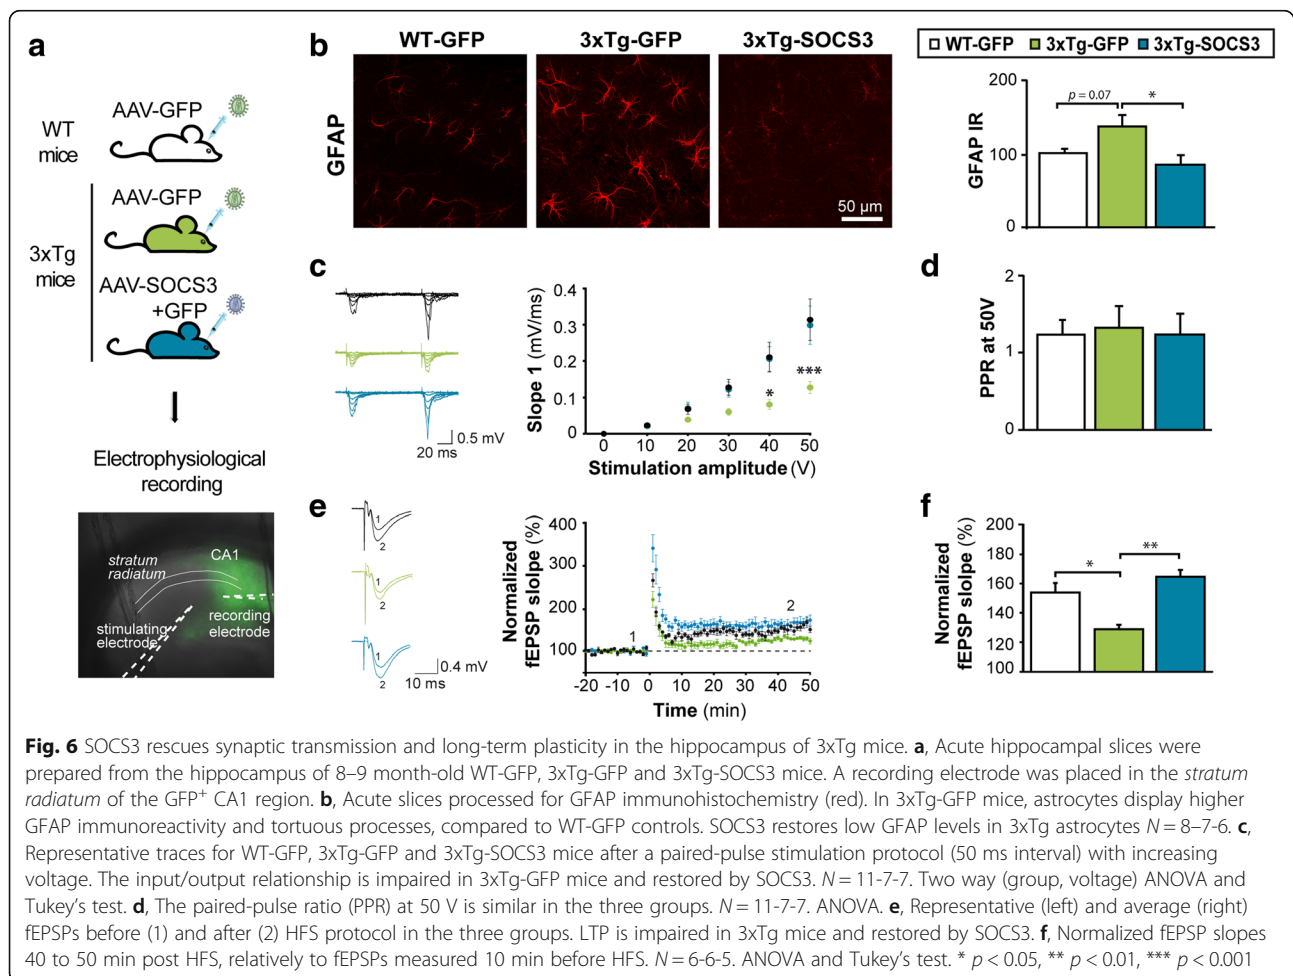 a
AAV-GFP
WT
mice
AAV-GFP
3xTg
mice
AAV-SOCS3
+GFP
Electrophysiological
recording
CA1
stratum
radiatum
recording
electrode
stimulating
electrode
b
WT-GFP 3xTg-GFP 3xTg-SOCS3
GFAP
50 µm
WT-GFP 3xTg-GFP 3xTg-SOCS3
200
100
0
GFAP IR
p = 0.07
*
c
0.5 mV
20 ms
0.4
0.3
0.2
0.1
0
Slope 1 (mV/ms)
*
***
0 10 20 30 40 50
Stimulation amplitude (V)
d
2
1
0
PPR at 50V
e
1
2
1
2
1
2
0.4 mV
10 ms
400
300
200
100
Normalized
fEPSP slolpe (%)
1
2
-20 -10 0 10 20 30 40 50
Time (min)
f
200
180
160
140
120
100
Normalized
fEPSP slolpe (%)
*
**
Fig. 6 SOCS3 rescues synaptic transmission and long-term plasticity in the hippocampus of 3xTg mice. a, Acute hippocampal slices were
prepared from the hippocampus of 8–9 month-old WT-GFP, 3xTg-GFP and 3xTg-SOCS3 mice. A recording electrode was placed in the stratum
radiatum of the GFP+ CA1 region. b, Acute slices processed for GFAP immunohistochemistry (red). In 3xTg-GFP mice, astrocytes display higher
GFAP immunoreactivity and tortuous processes, compared to WT-GFP controls. SOCS3 restores low GFAP levels in 3xTg astrocytes N = 8–7-6. c,
Representative traces for WT-GFP, 3xTg-GFP and 3xTg-SOCS3 mice after a paired-pulse stimulation protocol (50 ms interval) with increasing
voltage. The input/output relationship is impaired in 3xTg-GFP mice and restored by SOCS3. N = 11-7-7. Two way (group, voltage) ANOVA and
Tukey's test. d, The paired-pulse ratio (PPR) at 50 V is similar in the three groups. N = 11-7-7. ANOVA. e, Representative (left) and average (right)
fEPSPs before (1) and after (2) HFS protocol in the three groups. LTP is impaired in 3xTg mice and restored by SOCS3. f, Normalized fEPSP slopes
40 to 50 min post HFS, relatively to fEPSPs measured 10 min before HFS. N = 6-6-5. ANOVA and Tukey's test. * p < 0.05, ** p < 0.01, *** p < 0.001